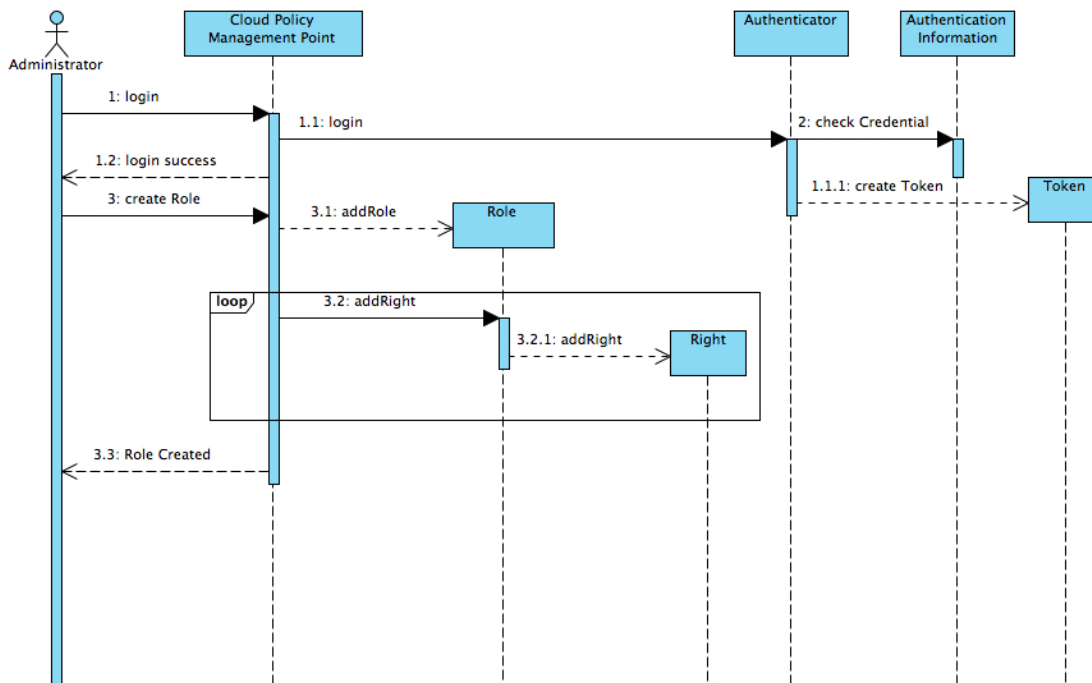 Cloud Policy
Management Point
Authenticator
Authentication
Information
Administrator
1: login
1.1: login
2: check Credential
1.2: login success
1.1.1: create Token
Token
3: create Role
3.1: addRole
Role
loop
3.2: addRight
3.2.1: addRight
Right
3.3: Role Created